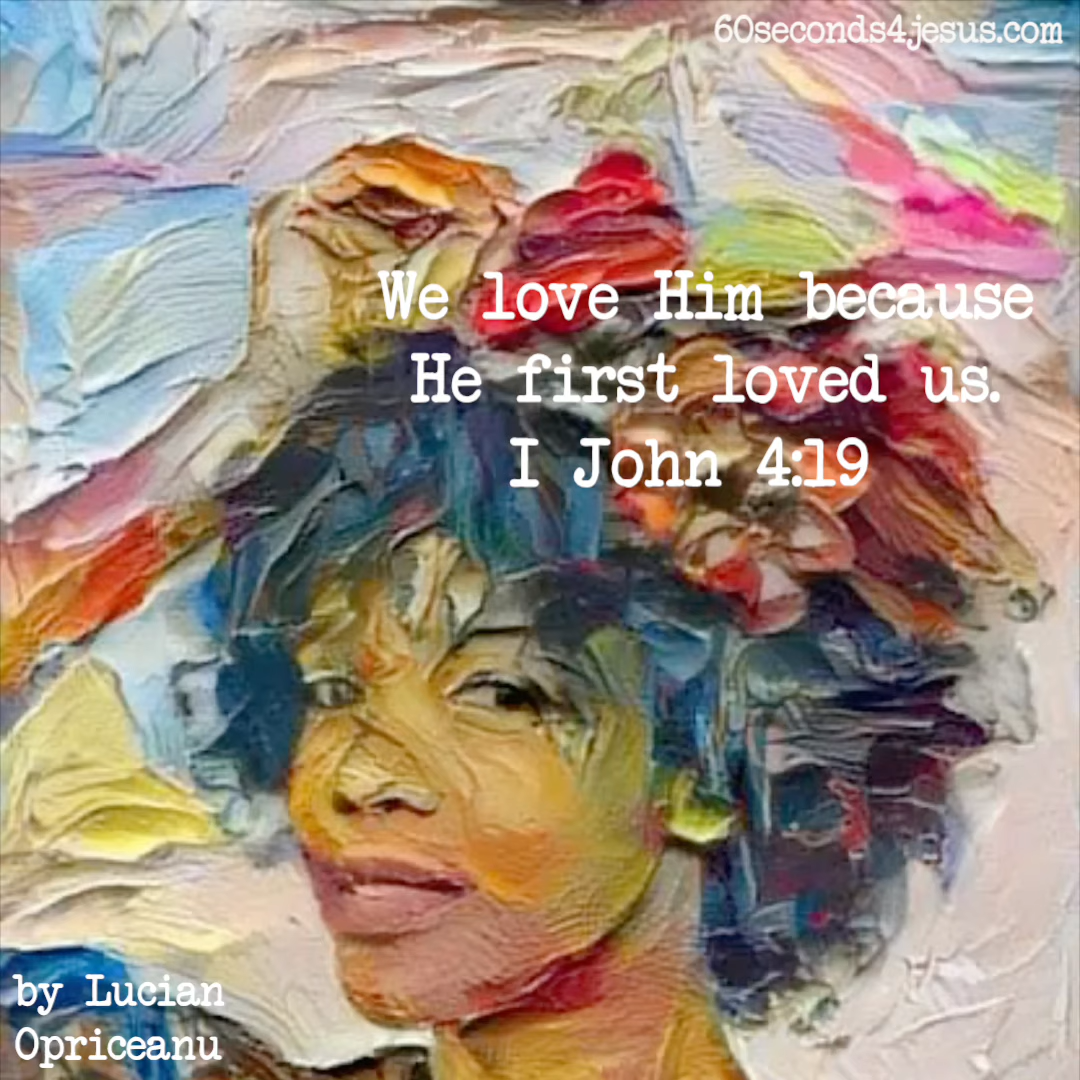 60seconds4jesus.com
We love Him because
He first loved us.
I John 4:19
by Lucian
Opriceanu